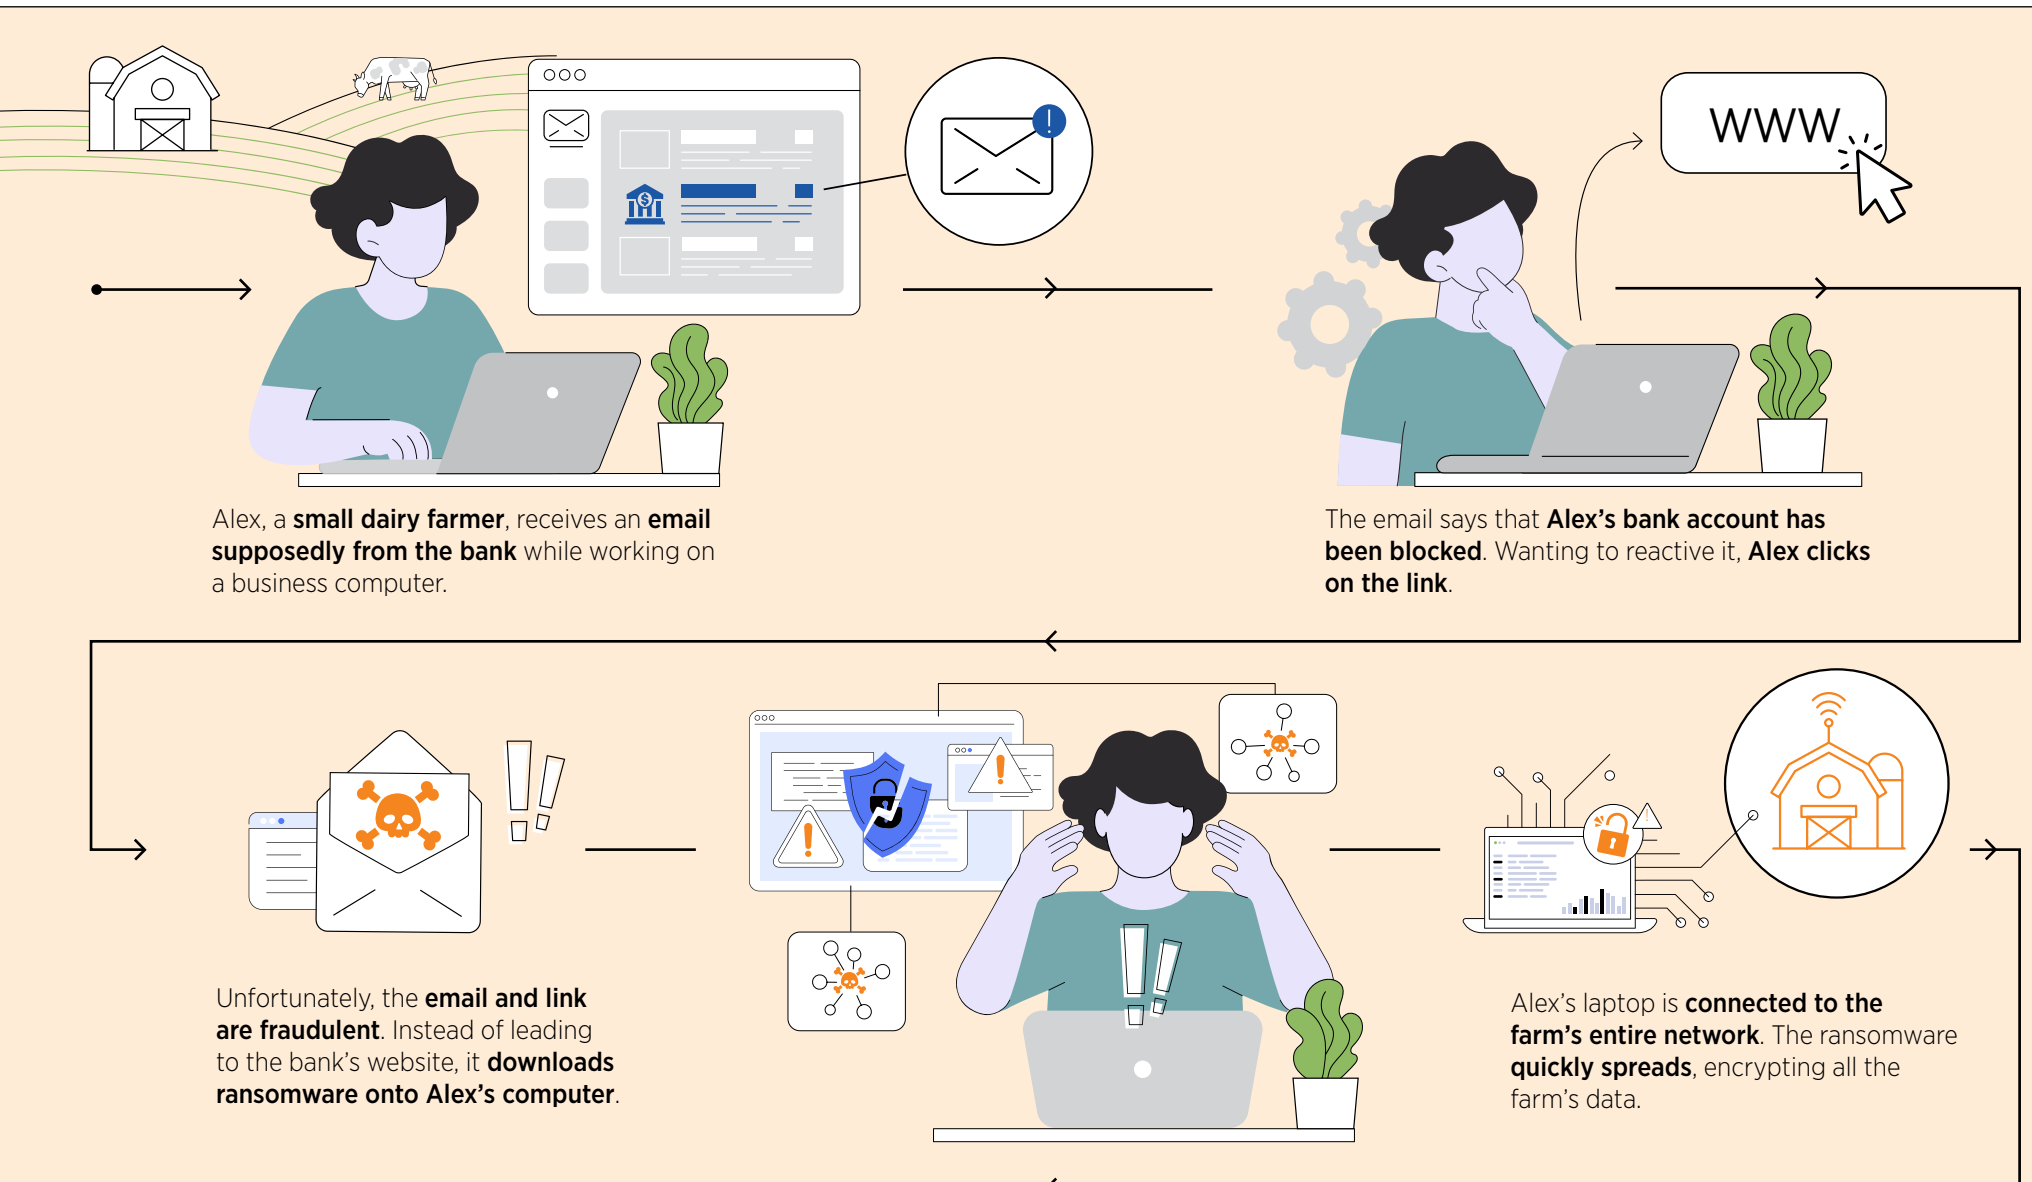 WWW
Alex, a small dairy farmer, receives an email
supposedly from the bank while working on
a business computer.
The email says that Alex's bank account has
been blocked. Wanting to reactive it, Alex clicks
on the link.
Unfortunately, the email and link
are fraudulent. Instead of leading
to the bank's website, it downloads
ransomware onto Alex's computer.
Alex's laptop is connected to the
farm's entire network. The ransomware
quickly spreads, encrypting all the
farm's data.